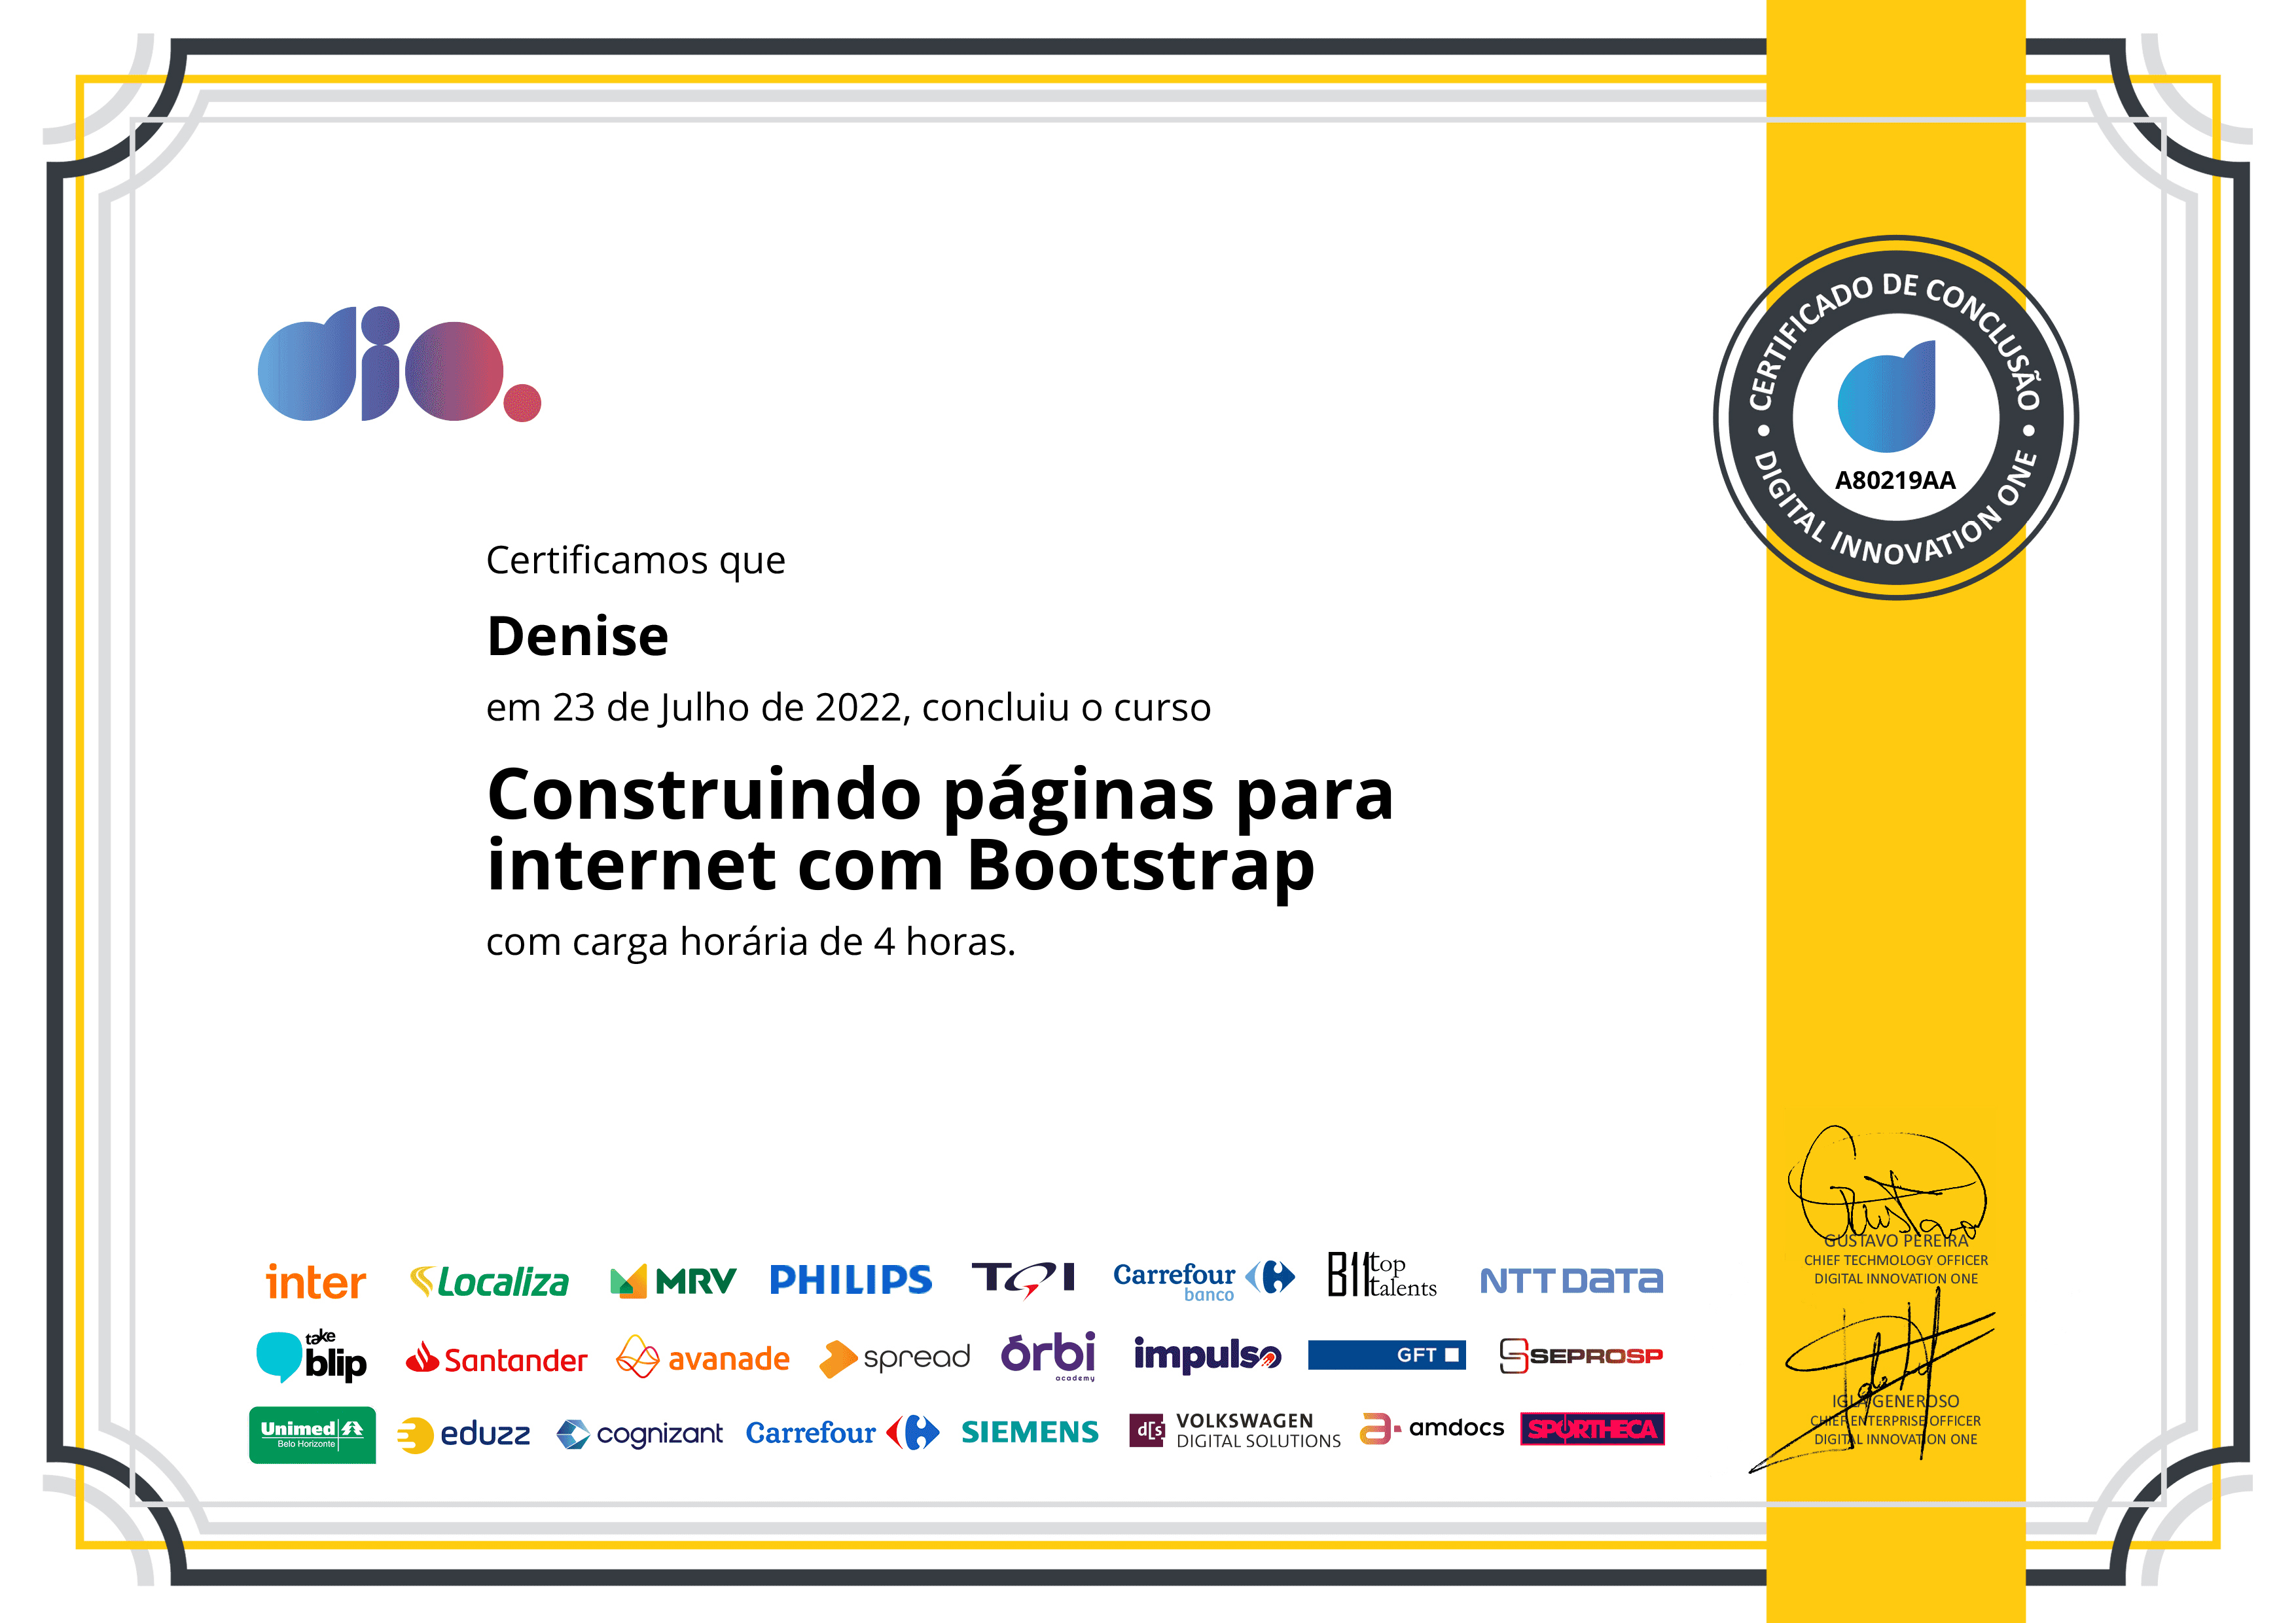 dio.
CERTIFICADO DE CONCLUSÃO
A80219AA
DIGITAL INNOVATION ONE
Certificamos que
Denise
em 23 de Julho de 2022, concluiu o curso
Construindo páginas para
internet com Bootstrap
com carga horária de 4 horas.
Gustavo
GUSTAVO PEREIRA
CHIEF TECHMOLOGY OFFICER
DIGITAL INNOVATION ONE
IGLÁ GENEROSO
CHIEF ENTERPRISE OFFICER
DIGITAL INNOVATION ONE
inter Localiza MRV PHILIPS TQI Carrefour banco B11 top talents NTT DATA
take blip Santander avanade spread órbi academy impulso GFT SEPROSP
Unimed Belo Horizonte eduzz cognizant Carrefour SIEMENS d[s VOLKSWAGEN DIGITAL SOLUTIONS a amdocs SPORTHECA